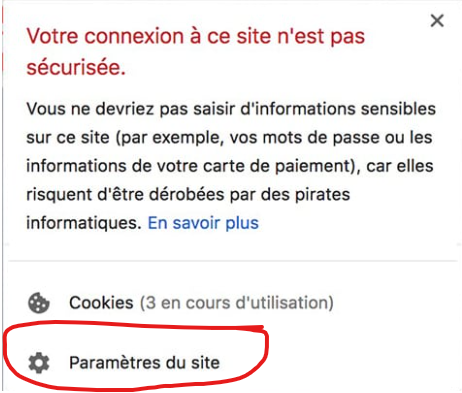 Votre connexion à ce site n'est pas
sécurisée.
Vous ne devriez pas saisir d'informations sensibles
sur ce site (par exemple, vos mots de passe ou les
informations de votre carte de paiement), car elles
risquent d'être dérobées par des pirates
informatiques. En savoir plus
Cookies (3 en cours d'utilisation)
Paramètres du site